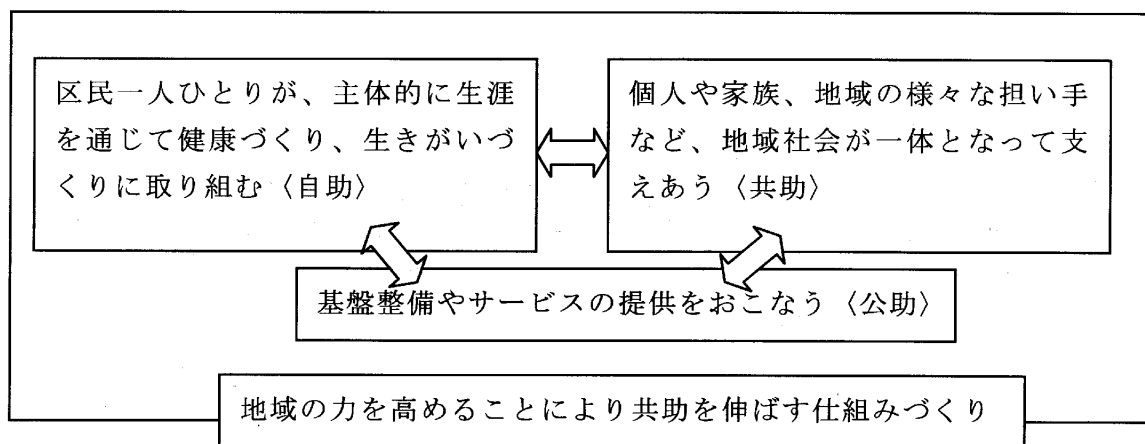 区民一人ひとりが、主体的に生涯
を通じて健康づくり、生きがいづ
くりに取り組む〈自助〉
個人や家族、地域の様々な担い手
など、地域社会が一体となって支
えあう〈共助〉
基盤整備やサービスの提供をおこなう〈公助〉
地域の力を高めることにより共助を伸ばす仕組みづくり